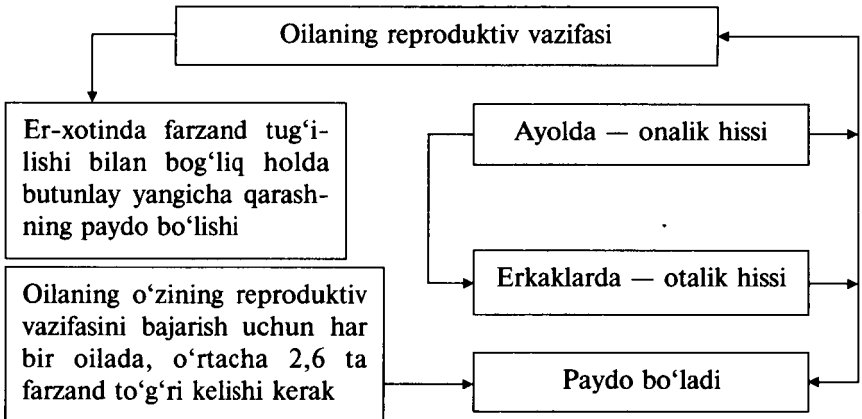 Oilaning reproduktiv vazifasi
Er-xotinda farzand tug‘i-
lishi bilan bog‘liq holda
butunlay yangicha qarash-
ning paydo bo‘lishi
Ayolda — onalik hissi
Erkaklarda — otalik hissi
Oilaning o‘zining reproduktiv
vazifasini bajarish uchun har
bir oilada, o‘rtacha 2,6 ta
farzand to‘g‘ri kelishi kerak
Paydo bo‘ladi